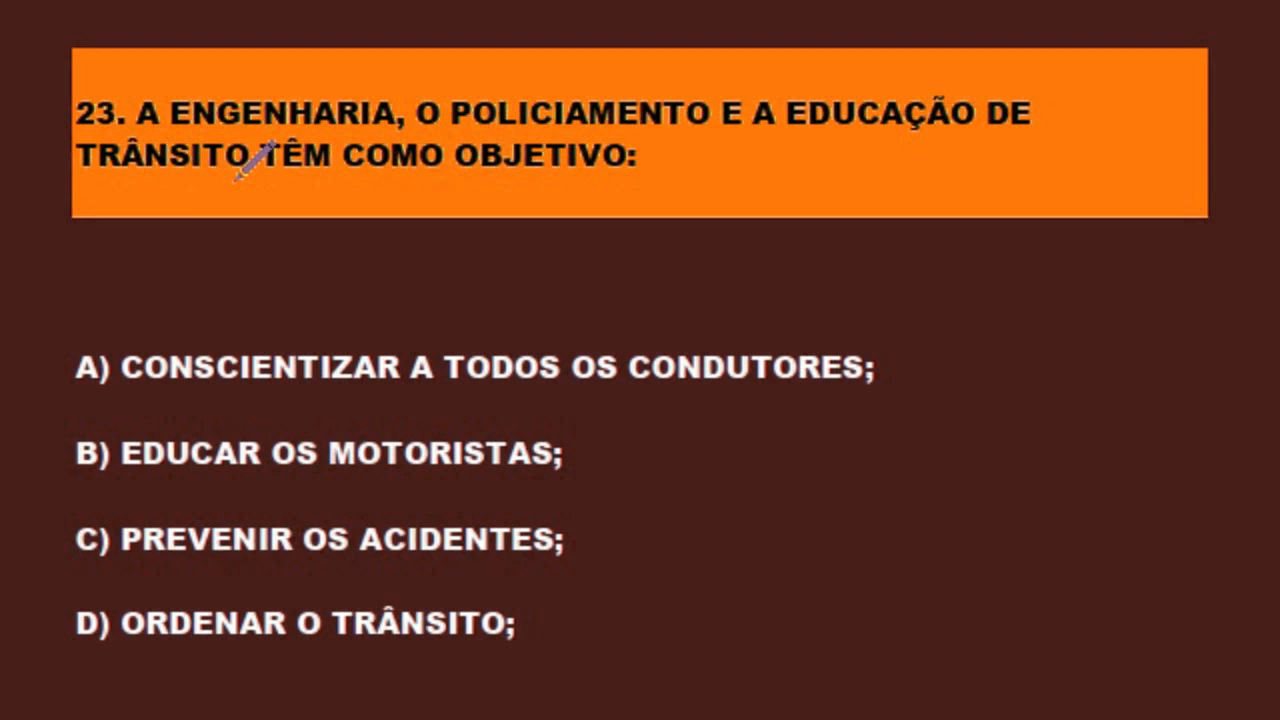 23. A ENGENHARIA, O POLICIAMENTO E A EDUCAÇÃO DE
TRÂNSITO TÊM COMO OBJETIVO:
A) CONSCIENTIZAR A TODOS OS CONDUTORES;
B) EDUCAR OS MOTORISTAS;
C) PREVENIR OS ACIDENTES;
D) ORDENAR O TRÂNSITO;